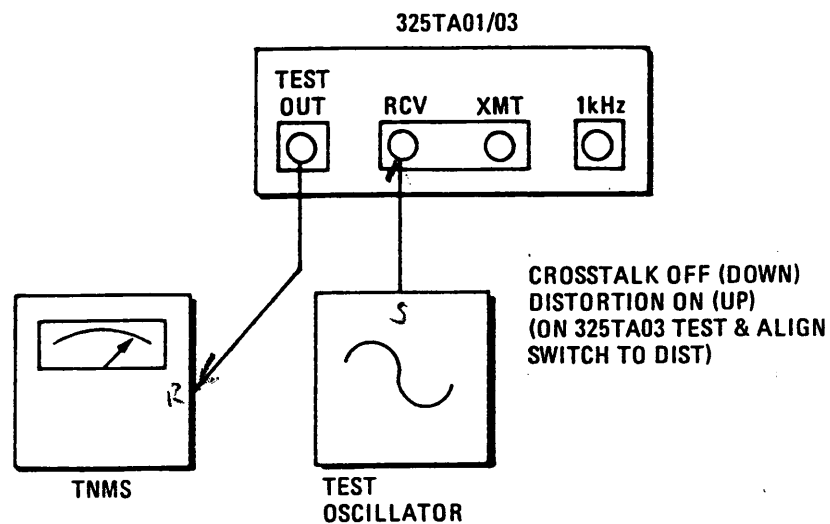 325TA01/03
TEST
OUT
RCV
XMT
1kHz
CROSSTALK OFF (DOWN)
DISTORTION ON (UP)
(ON 325TA03 TEST & ALIGN
SWITCH TO DIST)
S
R
TNMS
TEST
OSCILLATOR